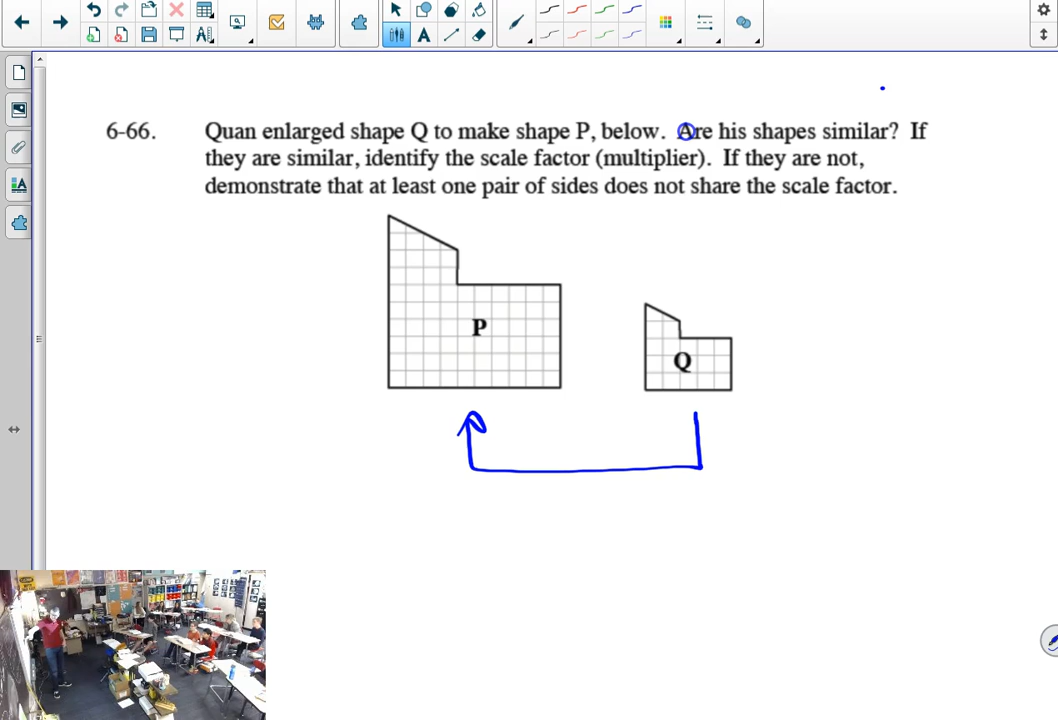 6-66. Quan enlarged shape Q to make shape P, below. Are his shapes similar? If
they are similar, identify the scale factor (multiplier). If they are not,
demonstrate that at least one pair of sides does not share the scale factor.
P
Q